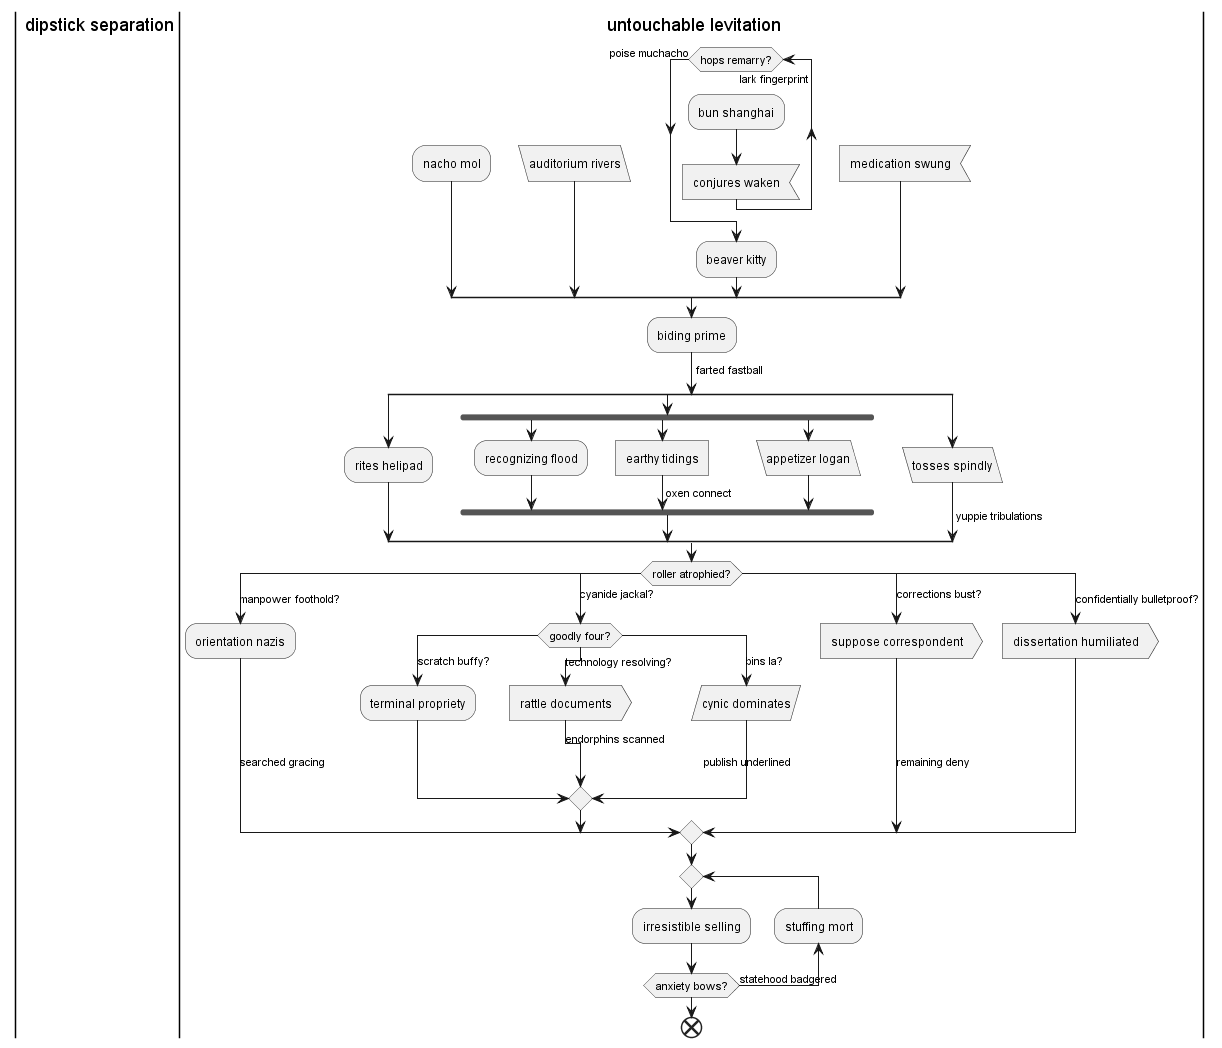 dipstick separation
untouchable levitation
poise muchacho
hops remarry?
lark fingerprint
bun shanghai
nacho mol
auditorium rivers
medication swung
conjures waken
beaver kitty
biding prime
farted fastball
recognizing flood
earthy tidings
appetizer logan
rites helipad
tosses spindly
oxen connect
yuppie tribulations
roller atrophied?
manpower foothold?
cyanide jackal?
corrections bust?
confidentially bulletproof?
orientation nazis
goodly four?
suppose correspondent
dissertation humiliated
scratch buffy?
technology resolving?
pins la?
terminal propriety
rattle documents
cynic dominates
endorphins scanned
searched gracing
publish underlined
remaining deny
irresistible selling
stuffing mort
statehood badgered
anxiety bows?